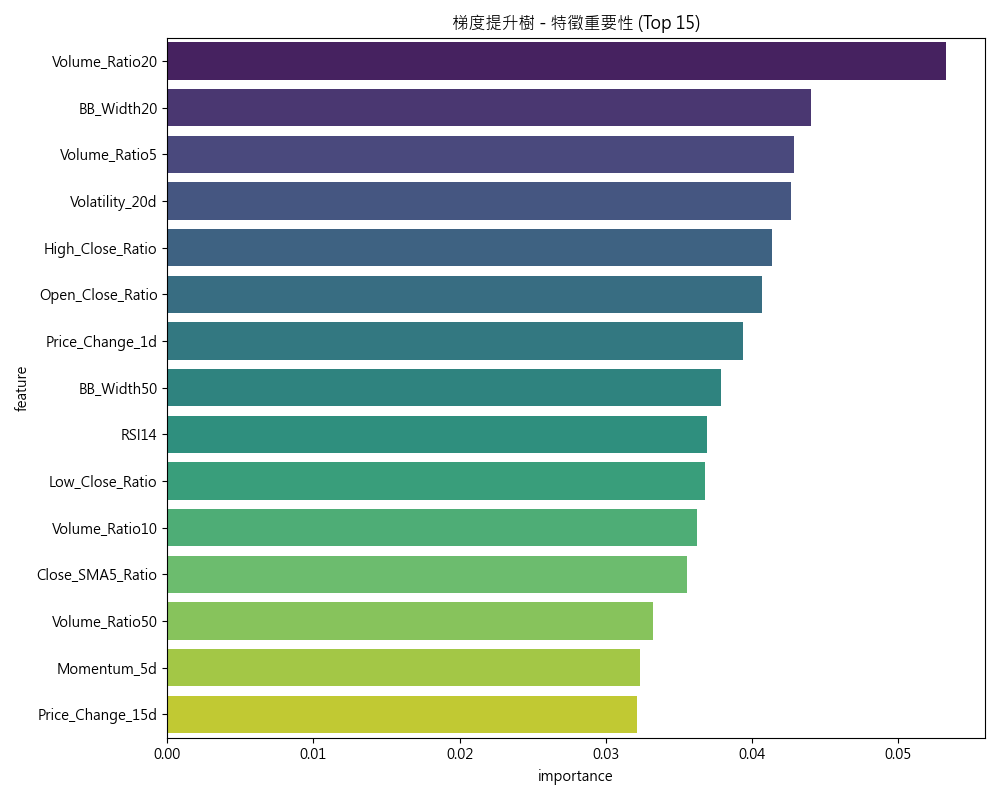 梯度提升樹 - 特徵重要性 (Top 15)
Volume_Ratio20
BB_Width20
Volume_Ratio5
Volatility_20d
High_Close_Ratio
Open_Close_Ratio
Price_Change_1d
BB_Width50
RSI14
Low_Close_Ratio
Volume_Ratio10
Close_SMA5_Ratio
Volume_Ratio50
Momentum_5d
Price_Change_15d
feature
0.00 0.01 0.02 0.03 0.04 0.05
importance